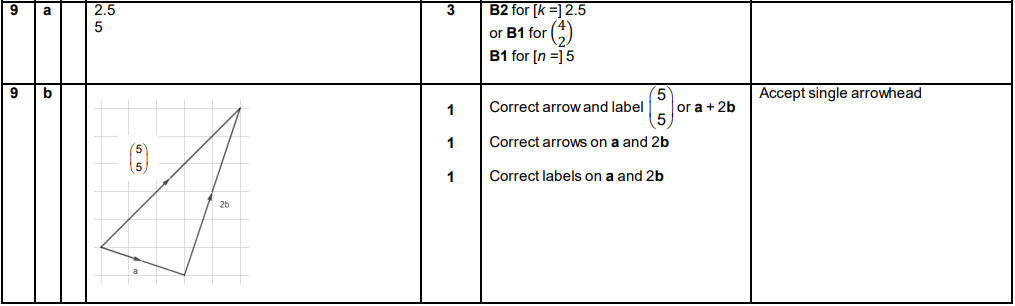 9 a 2.5 3 B2 for [k =] 2.5
5 or B1 for (4 2)
B1 for [n =] 5
9 b Accept single arrowhead
1 Correct arrow and label (5 5) or a + 2b
1 Correct arrows on a and 2b
1 Correct labels on a and 2b
(5 5)
2b
a